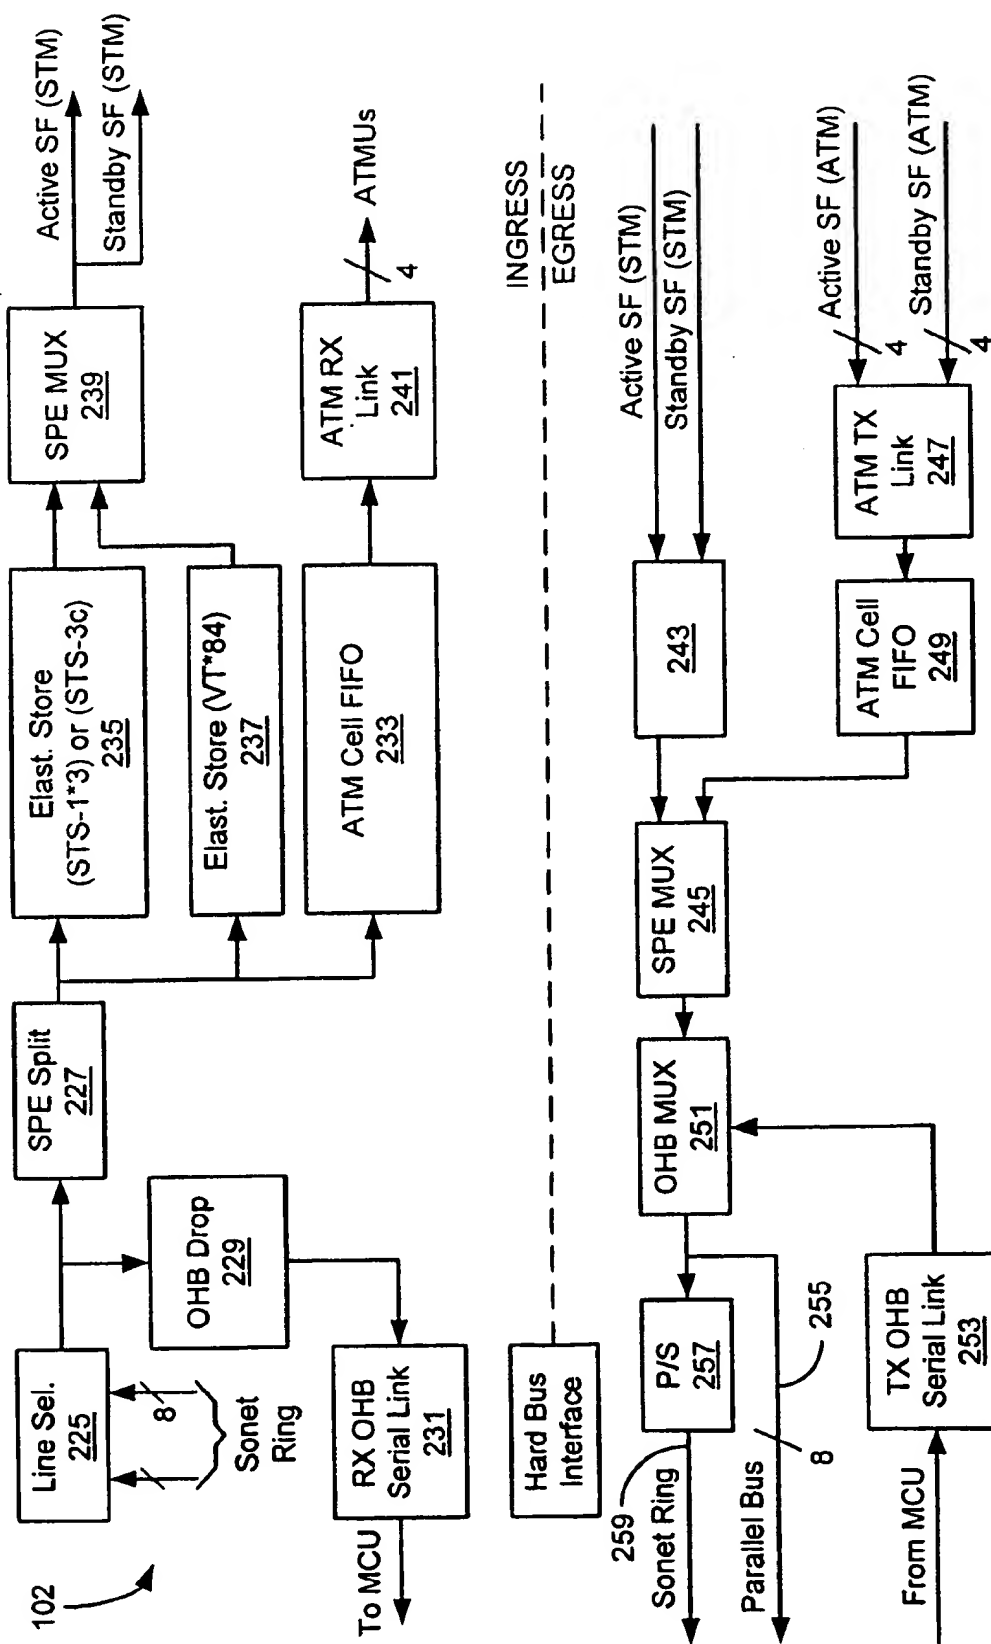 102
Line Sel.
225
8
Sonet
Ring
SPE Split
227
OHB Drop
229
RX OHB
Serial Link
231
To MCU
Elast. Store
(STS-1*3) or (STS-3c)
235
Elast. Store (VT*84)
237
ATM Cell FIFO
233
SPE MUX
239
ATM RX
Link
241
Active SF (STM)
Standby SF (STM)
4
ATMUs
Hard Bus
Interface
INGRESS
EGRESS
259
Sonet Ring
Parallel Bus
8
255
P/S
257
From MCU
TX OHB
Serial Link
253
OHB MUX
251
SPE MUX
245
243
Active SF (STM)
Standby SF (STM)
ATM Cell
FIFO
249
ATM TX
Link
247
4
Active SF (ATM)
4
Standby SF (ATM)